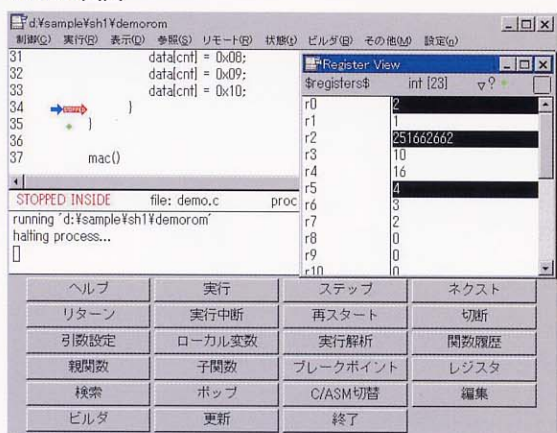 d:¥sample¥sh1¥demorom
制御(C) 実行(R) 表示(D) 参照(S) リモート(R) 状態(t) ビルダ(B) その他(M) 設定(n)
31 data[cnt] = 0x08;
32 data[cnt] = 0x09;
33 data[cnt] = 0x10;
34 }
35 }
36
37 mac()
STOPPED INSIDE file: demo.c proc
running 'd:¥sample¥sh1¥demorom'
halting process...
Register View
$registers$ int [23]
r0 2
r1 1
r2 251662662
r3 10
r4 16
r5 4
r6 3
r7 2
r8 0
r9 0
r10 0
ヘルプ 実行 ステップ ネクスト
リターン 実行中断 再スタート 切断
引数設定 ローカル変数 実行解析 関数履歴
親関数 子関数 ブレークポイント レジスタ
検索 ポップ C/ASM切替 編集
ビルダ 更新 終了